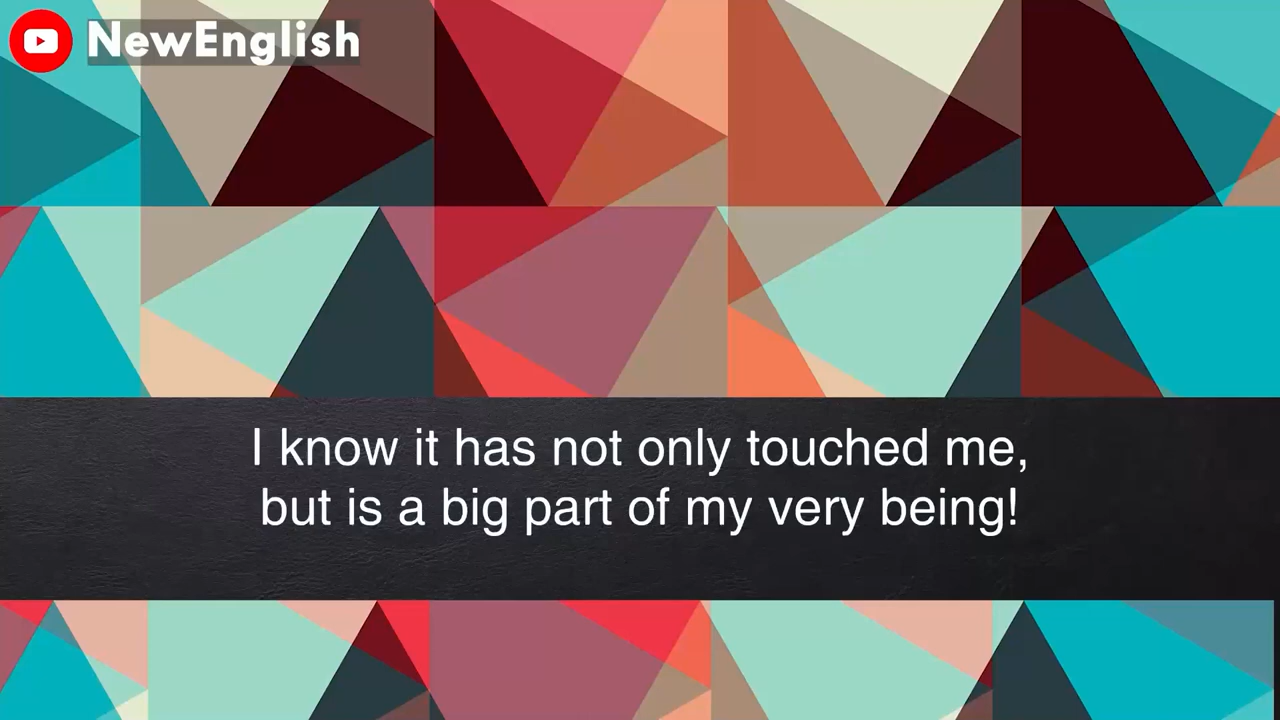 NewEnglish
I know it has not only touched me,
but is a big part of my very being!